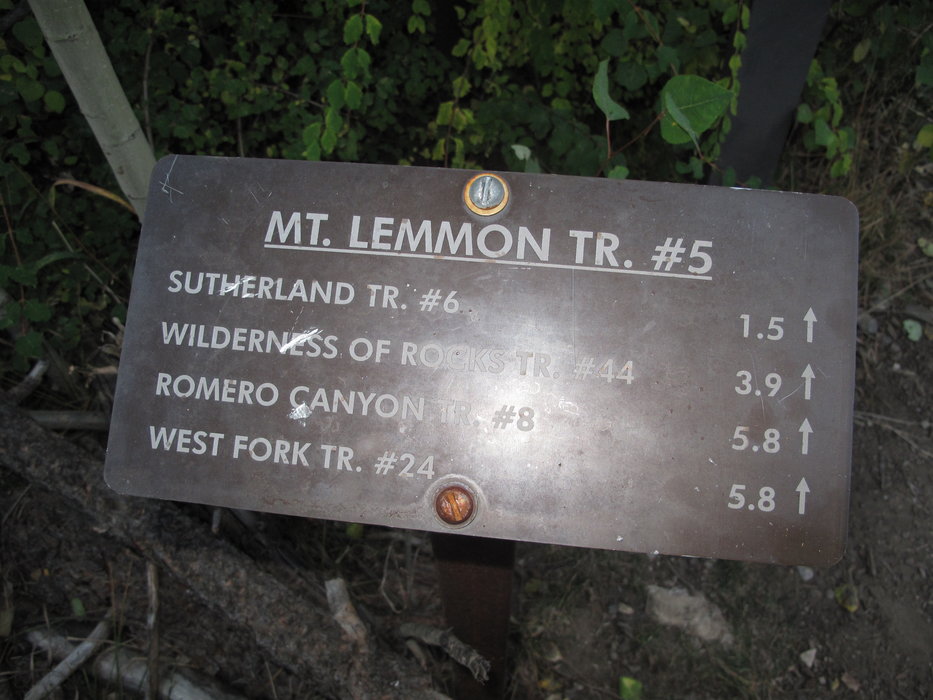 MT. LEMMON TR. #5
SUTHERLAND TR. #6 1.5 ↑
WILDERNESS OF ROCKS TR. #44 3.9 ↑
ROMERO CANYON TR. #8 5.8 ↑
WEST FORK TR. #24 5.8 ↑